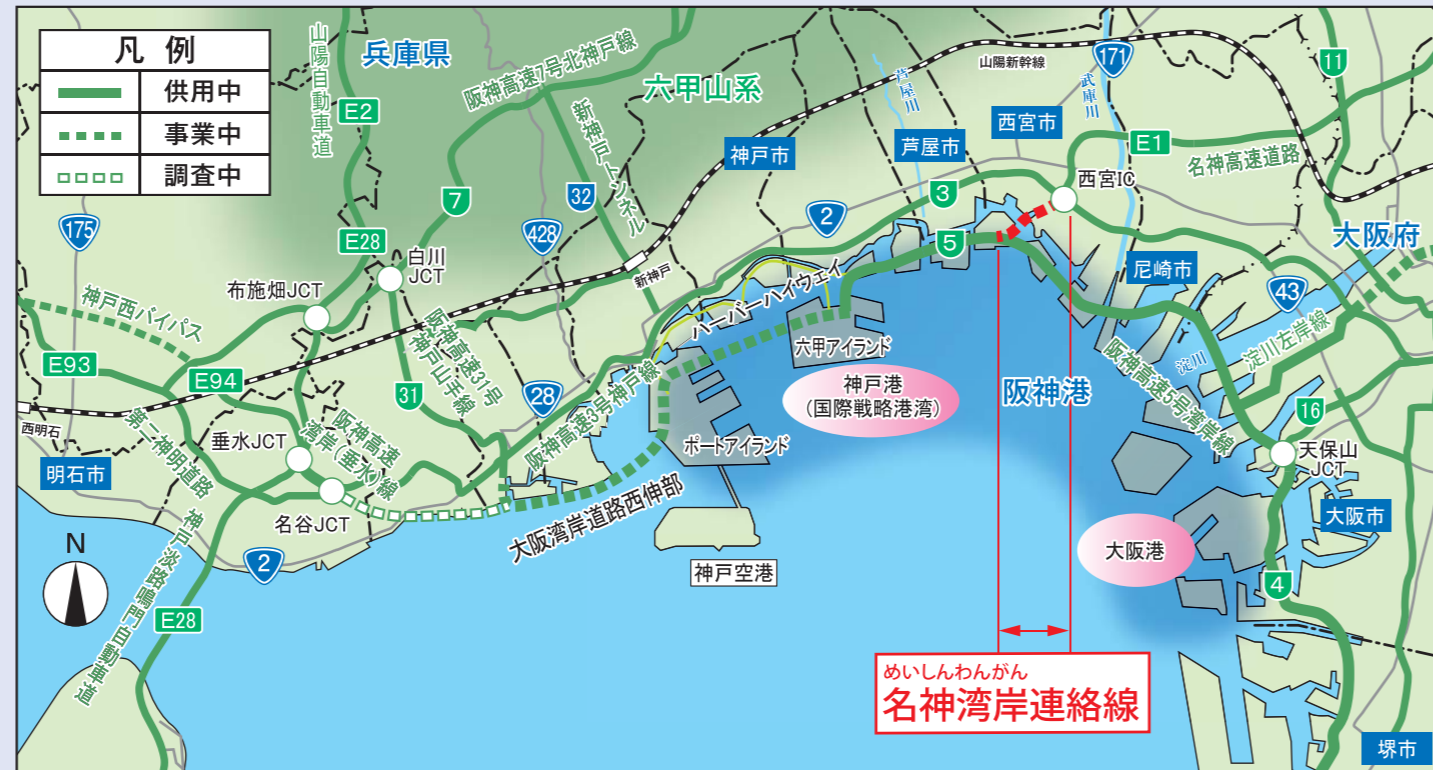 凡例
供用中
事業中
調査中
兵庫県
六甲山系
大阪府
山陽自動車道
E2
阪神高速7号北神戸線
新神戸トンネル
山陽新幹線
171
11
芦屋川
武庫川
西宮市
芦屋市
神戸市
E1
名神高速道路
西宮IC
175
7
32
428
3
2
5
E28
白川
JCT
布施畑JCT
新神戸
ハーバーハイウェイ
尼崎市
43
神戸西バイパス
E93
E94
阪神高速31号
神戸山手線
31
28
阪神高速3号神戸線
六甲アイランド
神戸港
(国際戦略港湾)
阪神港
阪神高速5号湾岸線
淀川
淀川左岸線
16
天保山
JCT
西明石
明石市
第二神明道路
垂水JCT
阪神高速
湾岸(垂水)線
名谷JCT
ポートアイランド
大阪湾岸道路西伸部
神戸空港
大阪港
大阪市
4
N
2
神戸淡路鳴門自動車道
E28
めいしんわんがん
名神湾岸連絡線
堺市